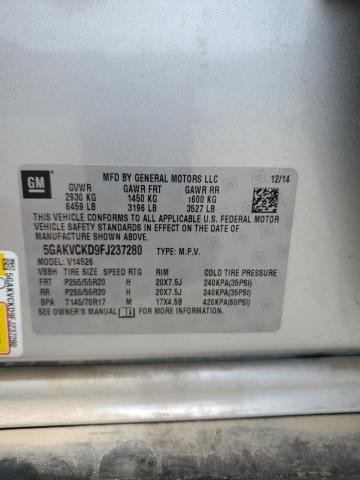 GM
MFD BY GENERAL MOTORS LLC
12/14
GVWR GAWR FRT GAWR RR
2930 KG 1450 KG 1600 KG
6459 LB 3196 LB 3527 LB
THIS VEHICLE CONFORMS TO ALL APPLICABLE U.S. FEDERAL MOTOR
VEHICLE SAFETY AND THEFT PREVENTION STANDARDS IN EFFECT ON THE
DATE OF MANUFACTURE SHOWN ABOVE.
5GAKVCKD9FJ237280 TYPE: M.P.V.
MODEL: V14526
VBBH TIRE SIZE SPEED RTG RIM COLD TIRE PRESSURE
FRT P255/55R20 H 20X7.5J 240KPA(35PSI)
RR P255/55R20 H 20X7.5J 240KPA(35PSI)
SPA T145/70R17 M 17X4.5B 420KPA(60PSI)
SEE OWNER'S MANUAL FOR MORE INFORMATION.
5GAKVCKD9FJ237280